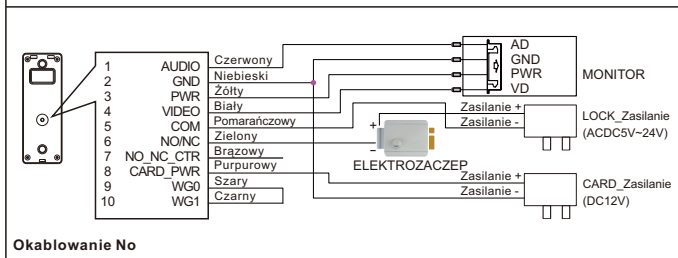 1 AUDIO Czerwony
2 GND Niebieski
3 PWR Żółty
4 VIDEO Biały
5 COM Pomarańczowy
6 NO/NC Zielony
7 NO_NC_CTR Brązowy
8 CARD_PWR Purpurowy
9 WG0 Szary
10 WG1 Czarny
AD
GND
PWR
VD
MONITOR
Zasilanie +
Zasilanie -
LOCK_Zasilanie
(ACDC5V~24V)
+
-
ELEKTROZACZEP
Zasilanie +
Zasilanie -
CARD_Zasilanie
(DC12V)
Okablowanie No